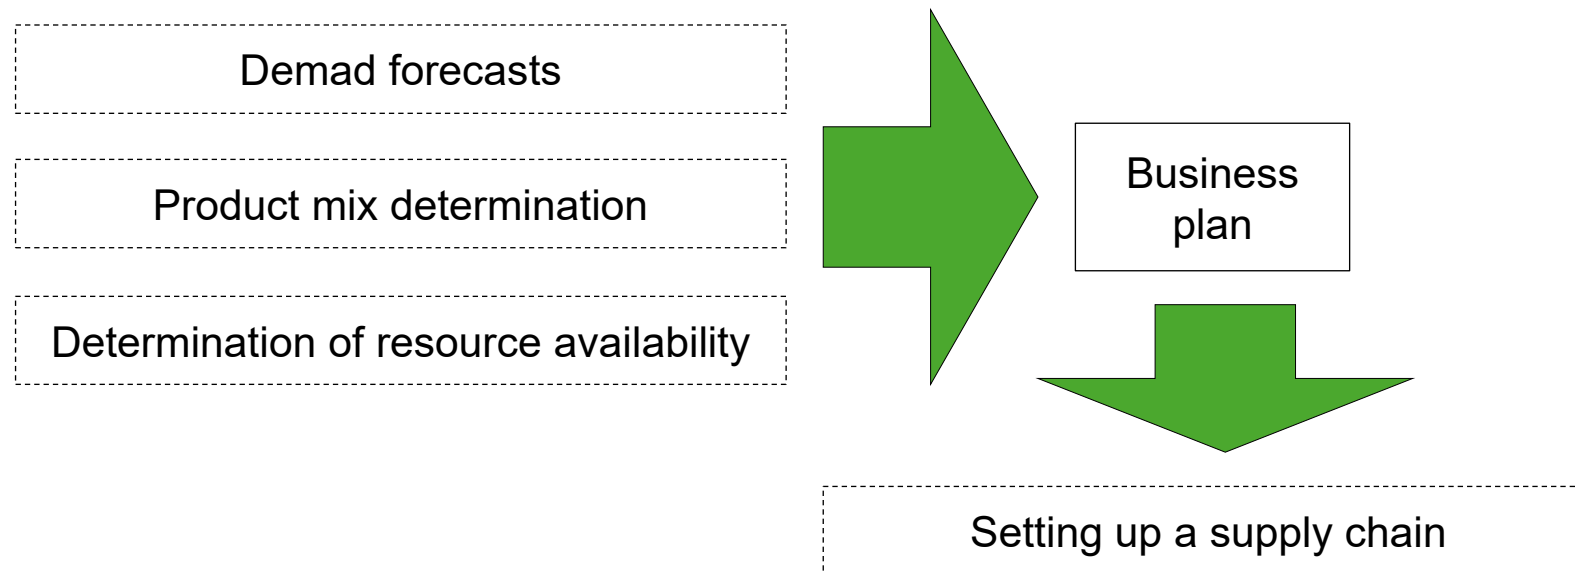 Demad forecasts
Product mix determination
Determination of resource availability
Business
plan
Setting up a supply chain